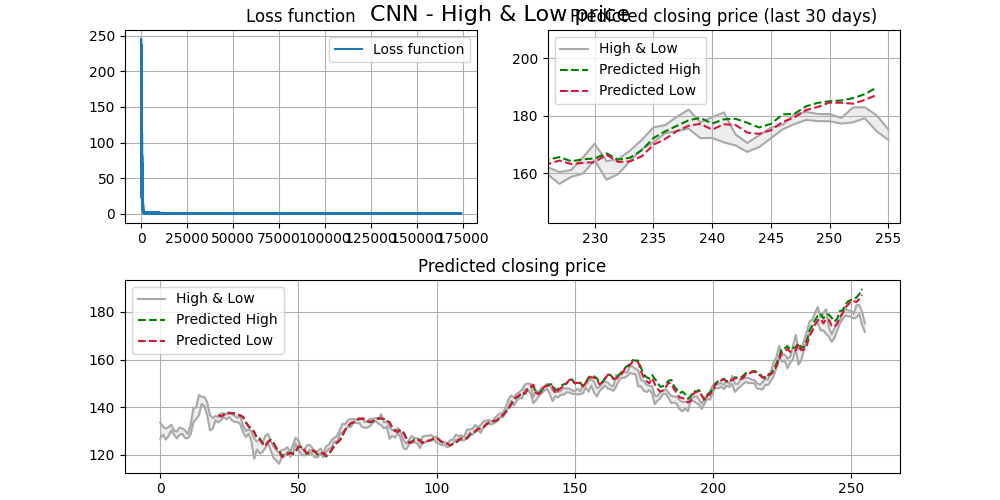 CNN - High & Low price
Loss function
Predicted closing price (last 30 days)
250
200
150
100
50
0
Loss function
0 25000 50000 75000 100000 125000 150000 175000
200
180
160
High & Low
Predicted High
Predicted Low
230 235 240 245 250 255
Predicted closing price
180
160
140
120
High & Low
Predicted High
Predicted Low
0 50 100 150 200 250